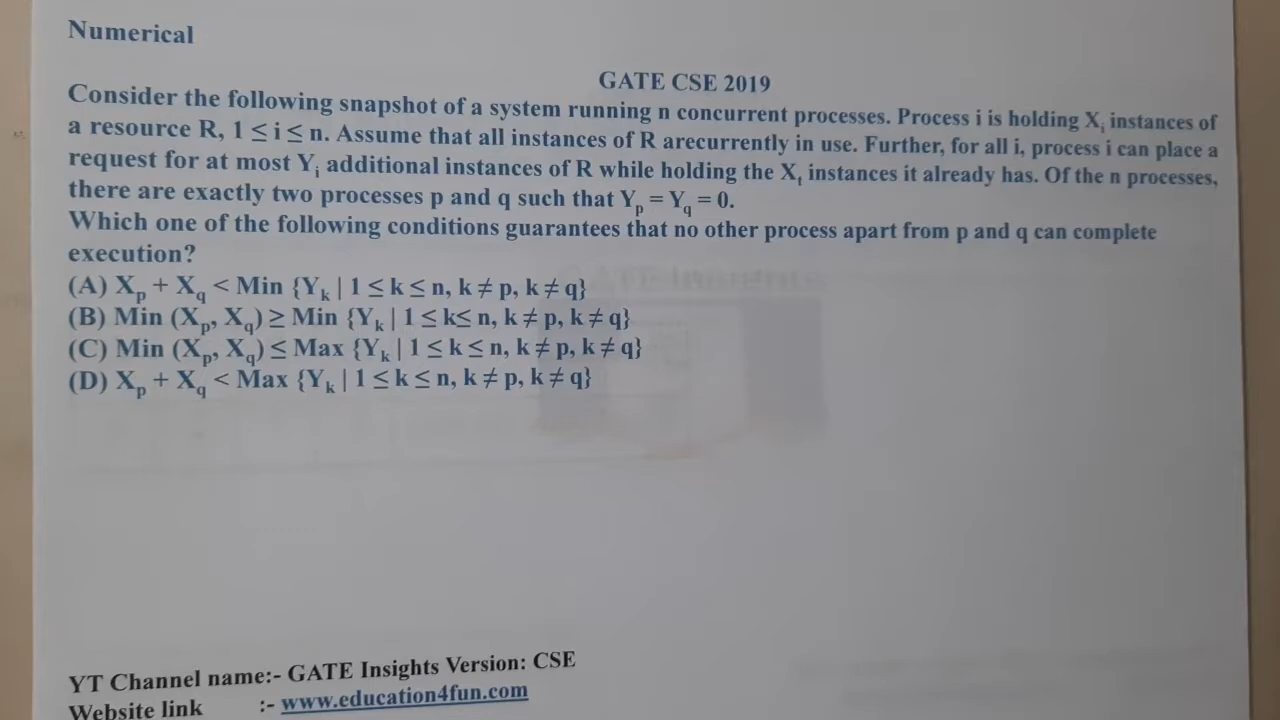 Numerical
GATE CSE 2019
Consider the following snapshot of a system running n concurrent processes. Process i is holding Xᵢ instances of
a resource R, 1 ≤ i ≤ n. Assume that all instances of R arecurrently in use. Further, for all i, process i can place a
request for at most Yᵢ additional instances of R while holding the Xᵢ instances it already has. Of the n processes,
there are exactly two processes p and q such that Yₚ = Y_q = 0.
Which one of the following conditions guarantees that no other process apart from p and q can complete
execution?
(A) Xₚ + X_q < Min {Yₖ | 1 ≤ k ≤ n, k ≠ p, k ≠ q}
(B) Min (Xₚ, X_q) ≥ Min {Yₖ | 1 ≤ k≤ n, k ≠ p, k ≠ q}
(C) Min (Xₚ, X_q) ≤ Max {Yₖ | 1 ≤ k ≤ n, k ≠ p, k ≠ q}
(D) Xₚ + X_q < Max {Yₖ | 1 ≤ k ≤ n, k ≠ p, k ≠ q}
YT Channel name:- GATE Insights Version: CSE
Website link :- www.education4fun.com